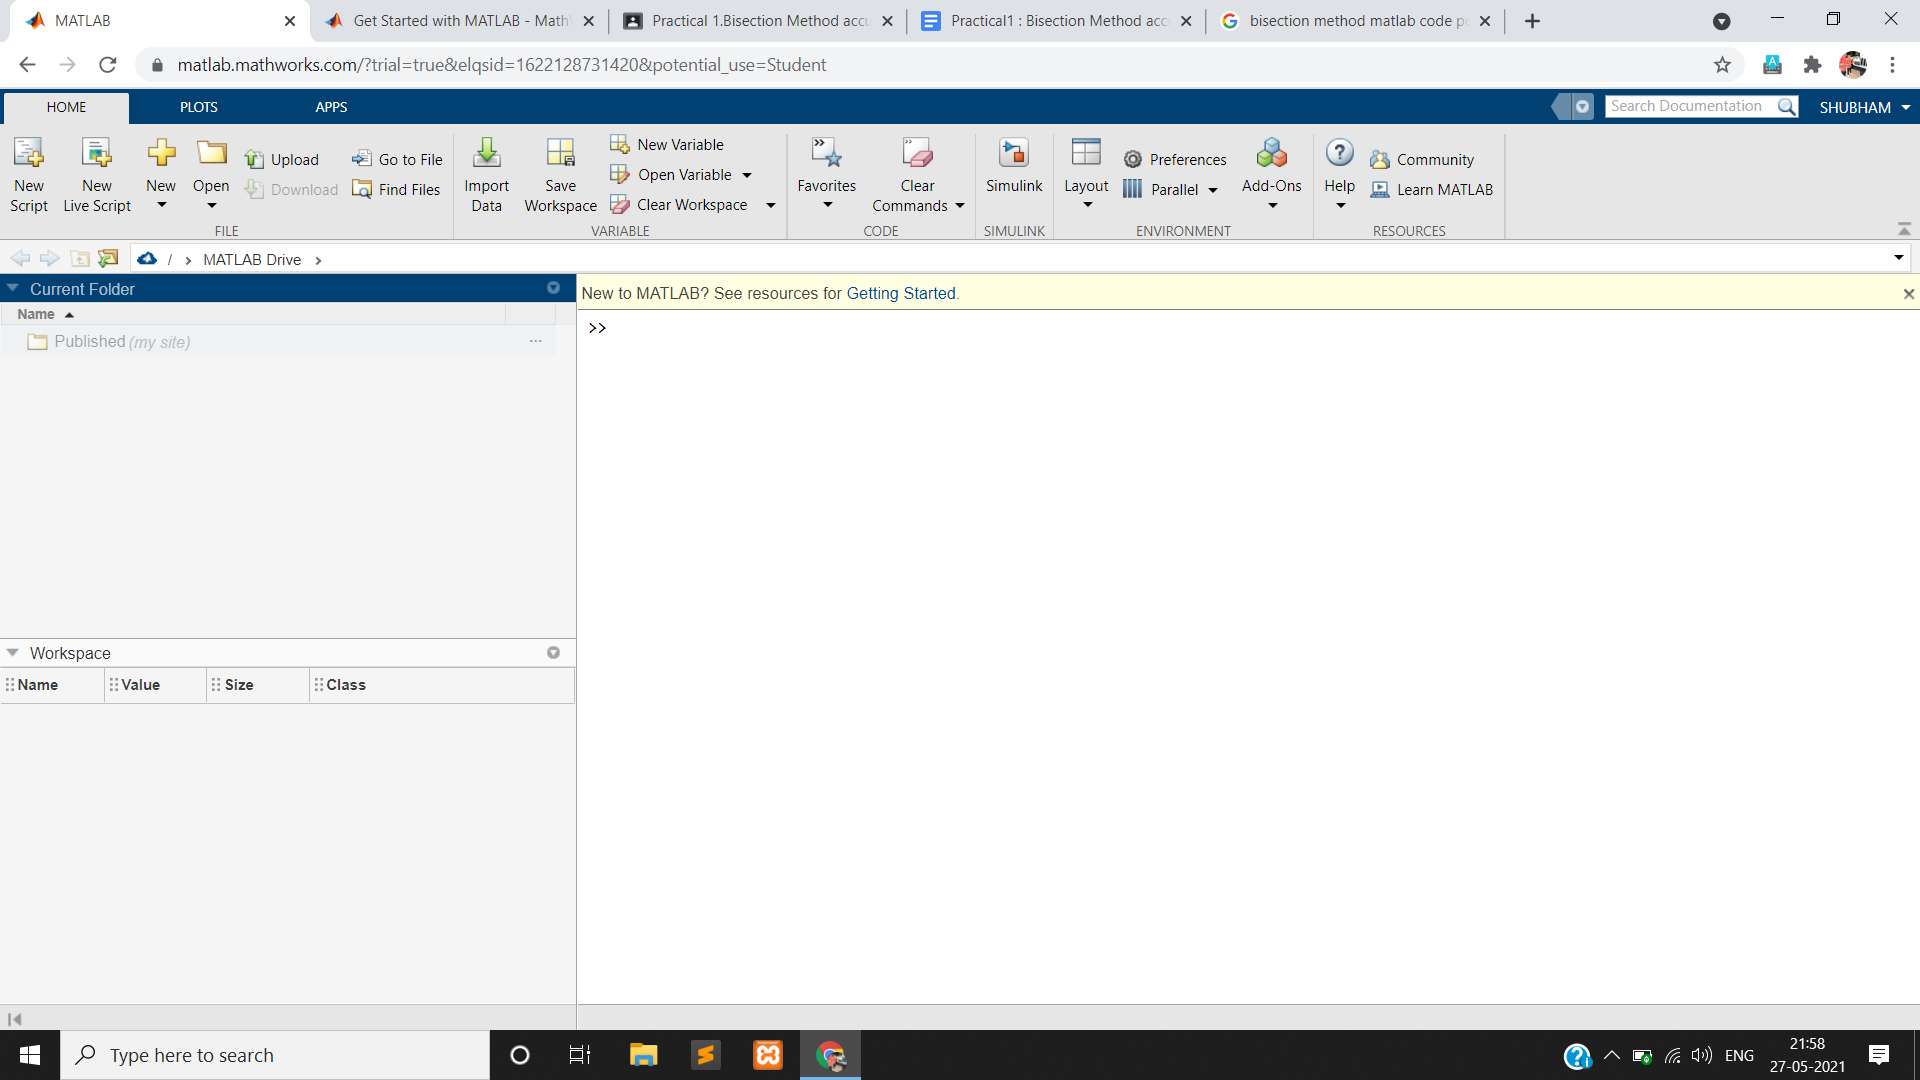 MATLAB
Get Started with MATLAB - Math
Practical 1.Bisection Method accu
Practical1 : Bisection Method acc
bisection method matlab code p
matlab.mathworks.com/?trial=true&elqsid=1622128731420&potential_use=Student
HOME PLOTS APPS
Search Documentation
SHUBHAM
New Script
New Live Script
New
Open
Upload
Download
Go to File
Find Files
FILE
Import Data
Save Workspace
New Variable
Open Variable
Clear Workspace
VARIABLE
Favorites
Clear Commands
CODE
Simulink
SIMULINK
Layout
Preferences
Parallel
Add-Ons
ENVIRONMENT
Help
Community
Learn MATLAB
RESOURCES
/ > MATLAB Drive >
Current Folder
Name
Published (my site)
...
New to MATLAB? See resources for Getting Started.
>>
Workspace
Name Value Size Class
Type here to search
ENG
21:58
27-05-2021